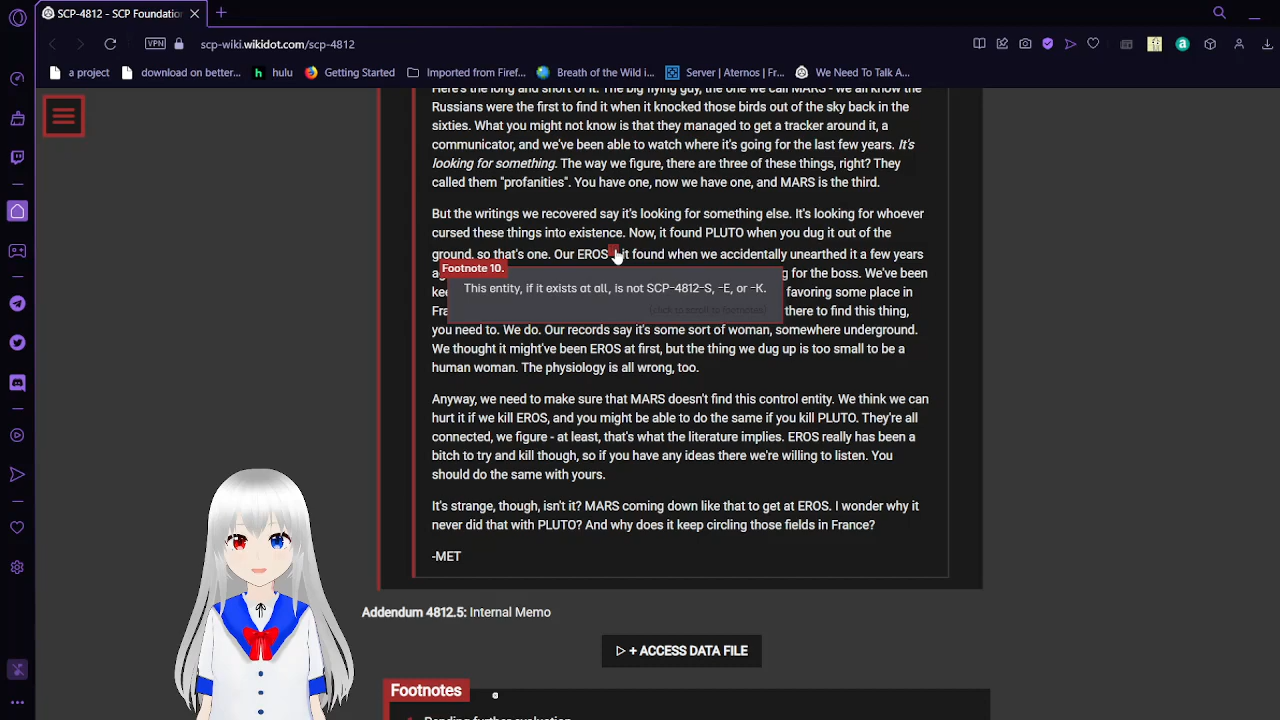 SCP-4812 - SCP Foundation
scp-wiki.wikidot.com/scp-4812
VPN
a project
download on better...
hulu
Getting Started
Imported from Firef...
Breath of the Wild i...
Server | Aternos | Fr...
We Need To Talk A...
Here's the long and short of it. The big flying guy, the one we call MARS - we all know the
Russians were the first to find it when it knocked those birds out of the sky back in the
sixties. What you might not know is that they managed to get a tracker around it, a
communicator, and we've been able to watch where it's going for the last few years. It's
looking for something. The way we figure, there are three of these things, right? They
called them "profanities". You have one, now we have one, and MARS is the third.
But the writings we recovered say it's looking for something else. It's looking for whoever
cursed these things into existence. Now, it found PLUTO when you dug it out of the
ground, so that's one. Our EROS it found when we accidentally unearthed it a few years
Footnote 10.
g for the boss. We've been
This entity, if it exists at all, is not SCP-4812-S, -E, or -K.
favoring some place in
(click to scroll to footnotes)
there to find this thing,
you need to. We do. Our records say it's some sort of woman, somewhere underground.
We thought it might've been EROS at first, but the thing we dug up is too small to be a
human woman. The physiology is all wrong, too.
Anyway, we need to make sure that MARS doesn't find this control entity. We think we can
hurt it if we kill EROS, and you might be able to do the same if you kill PLUTO. They're all
connected, we figure - at least, that's what the literature implies. EROS really has been a
bitch to try and kill though, so if you have any ideas there we're willing to listen. You
should do the same with yours.
It's strange, though, isn't it? MARS coming down like that to get at EROS. I wonder why it
never did that with PLUTO? And why does it keep circling those fields in France?
-MET
Addendum 4812.5: Internal Memo
▷ + ACCESS DATA FILE
Footnotes
Pending further evaluation